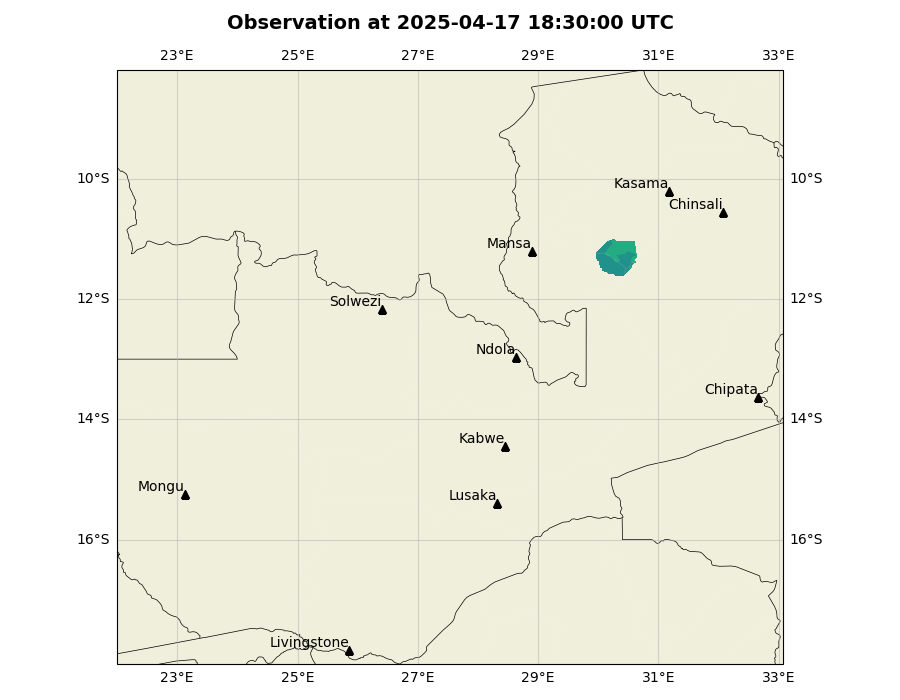 Observation at 2025-04-17 18:30:00 UTC
23°E 25°E 27°E 29°E 31°E 33°E
10°S 10°S
Kasama
Chinsali
Mansa
12°S 12°S
Solwezi
Ndola
Chipata
14°S 14°S
Kabwe
Mongu
Lusaka
16°S 16°S
Livingstone
23°E 25°E 27°E 29°E 31°E 33°E